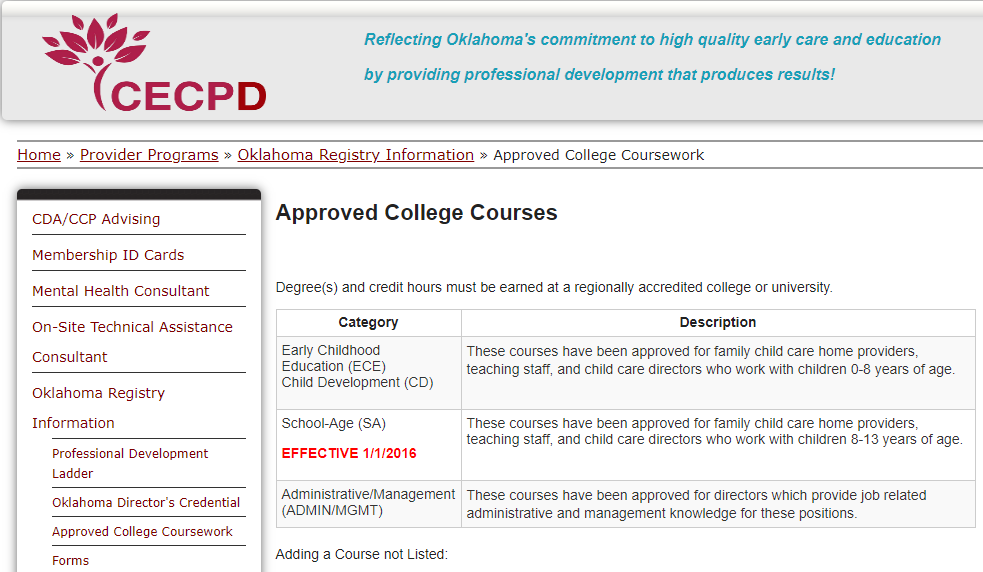 Reflecting Oklahoma's commitment to high quality early care and education
by providing professional development that produces results!
CECPD
Home » Provider Programs » Oklahoma Registry Information » Approved College Coursework
CDA/CCP Advising
Membership ID Cards
Mental Health Consultant
On-Site Technical Assistance
Consultant
Oklahoma Registry
Information
Professional Development
Ladder
Oklahoma Director's Credential
Approved College Coursework
Forms
Approved College Courses
Degree(s) and credit hours must be earned at a regionally accredited college or university.
Category Description
Early Childhood
Education (ECE)
Child Development (CD)
These courses have been approved for family child care home providers,
teaching staff, and child care directors who work with children 0-8 years of age.
School-Age (SA)
EFFECTIVE 1/1/2016
These courses have been approved for family child care home providers,
teaching staff, and child care directors who work with children 8-13 years of age.
Administrative/Management
(ADMIN/MGMT)
These courses have been approved for directors which provide job related
administrative and management knowledge for these positions.
Adding a Course not Listed: